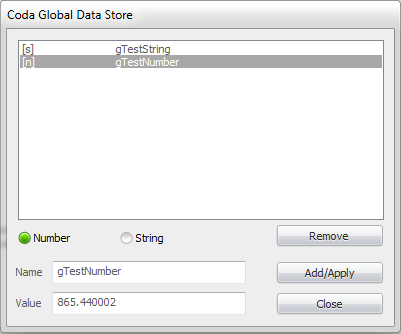 Coda Global Data Store
[s] gTestString
[n] gTestNumber
Number String Remove
Name gTestNumber Add/Apply
Value 865.440002 Close